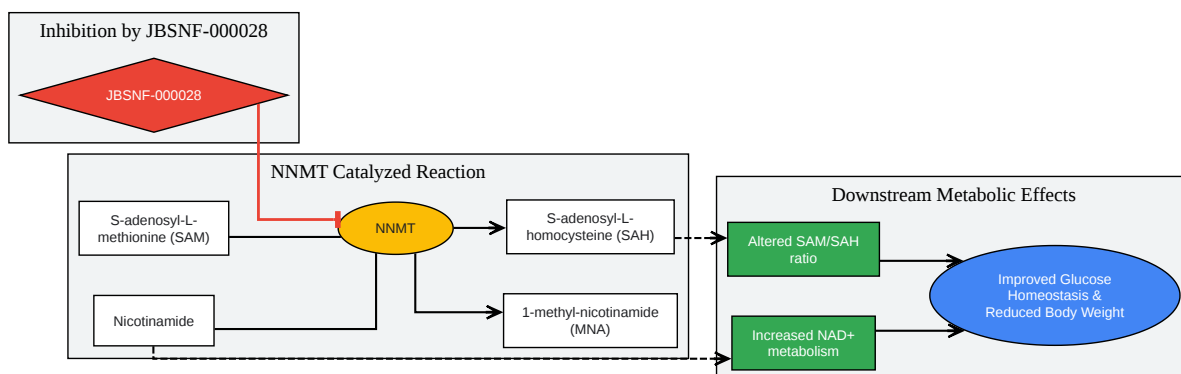 Inhibition by JBSNF-000028
JBSNF-000028
NNMT Catalyzed Reaction
S-adenosyl-L-
methionine (SAM)
NNMT
S-adenosyl-L-
homocysteine (SAH)
Nicotinamide
1-methyl-nicotinamide
(MNA)
Downstream Metabolic Effects
Altered SAM/SAH
ratio
Increased NAD+
metabolism
Improved Glucose
Homeostasis &
Reduced Body Weight